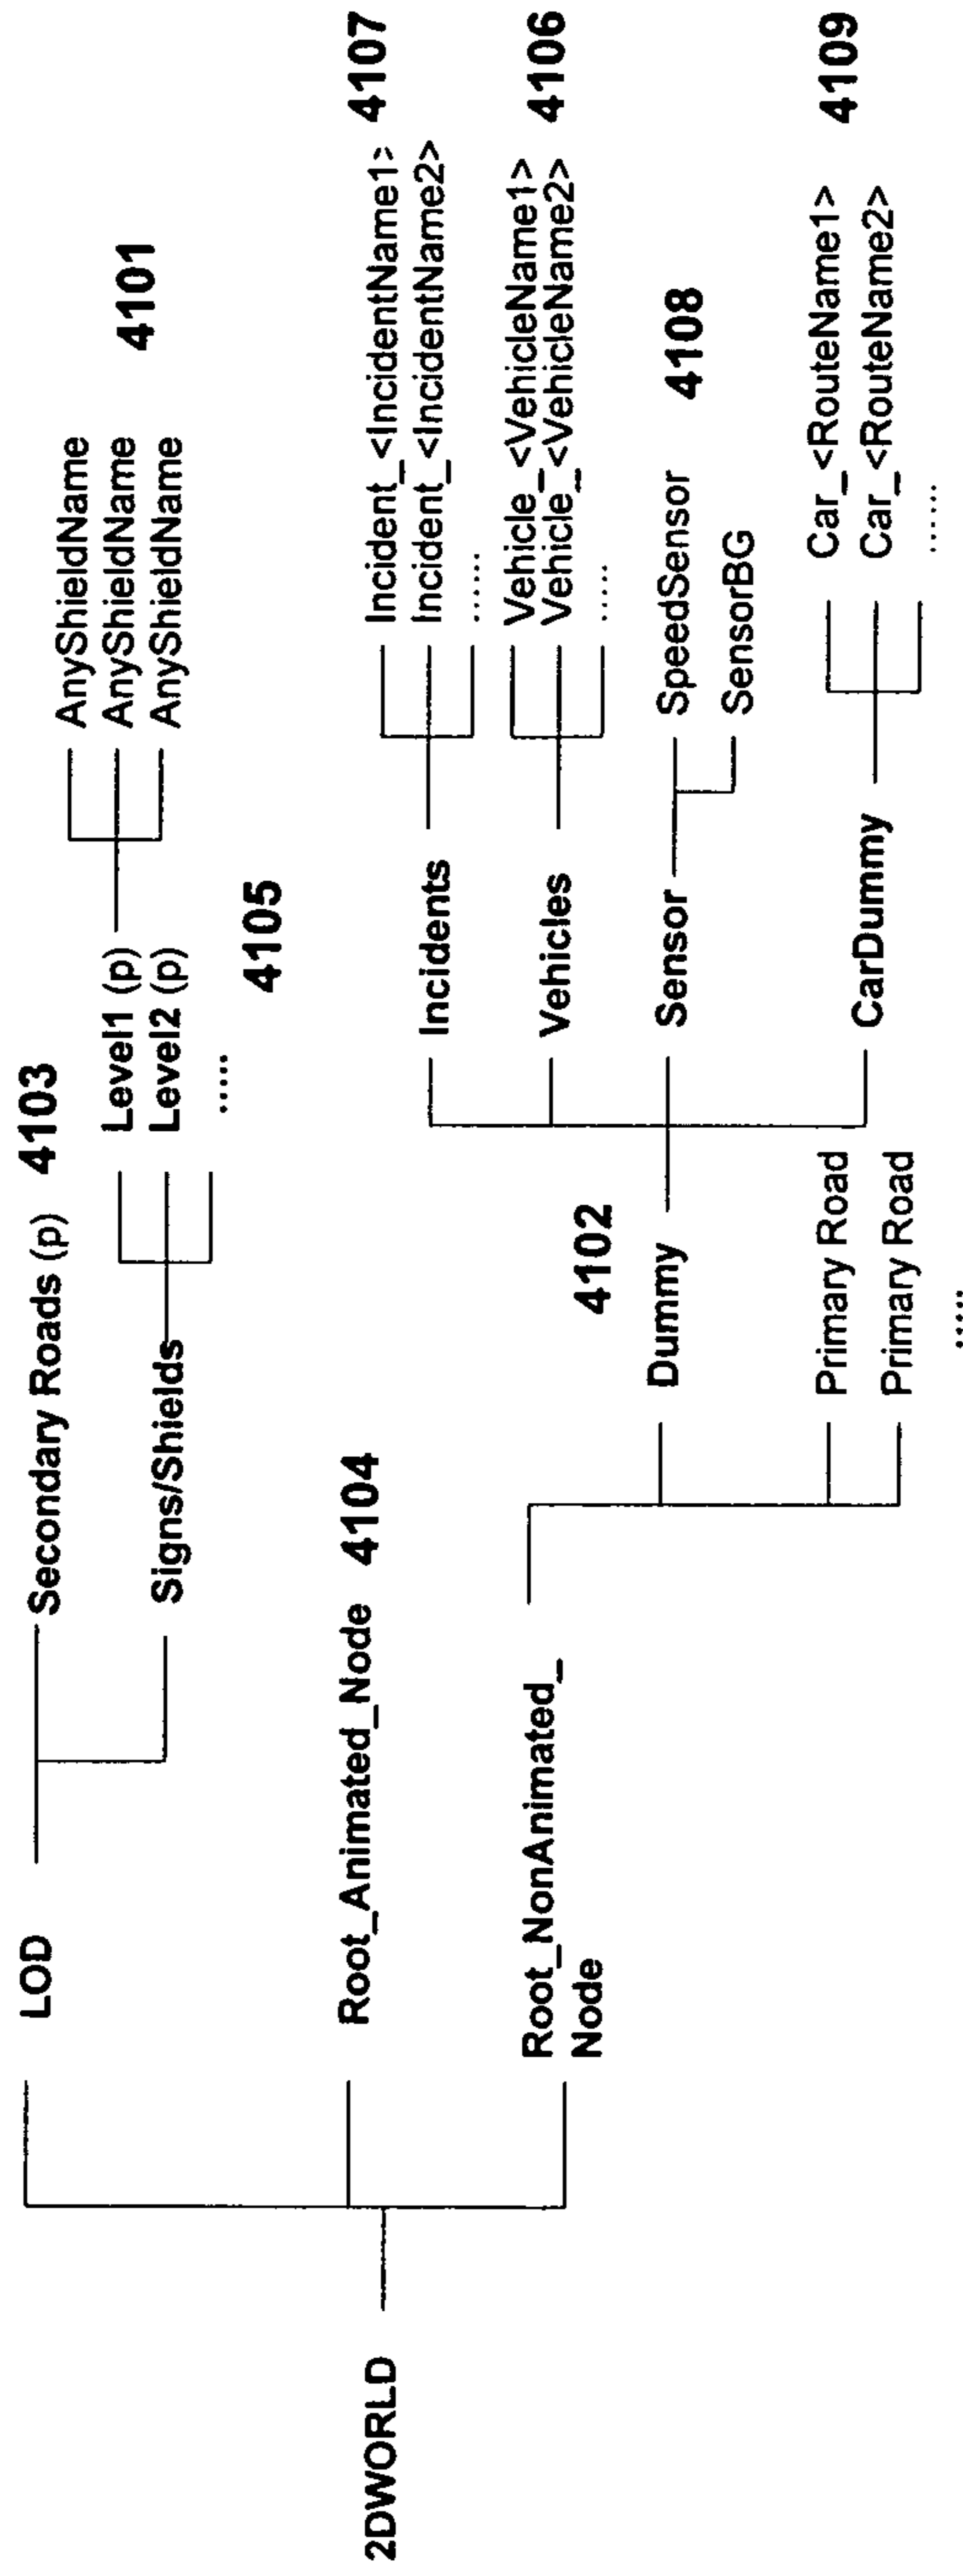 2DWORLD
LOD
Secondary Roads (p) 4103
Signs/Shields
Level1 (p)
Level2 (p)
.....
4105
AnyShieldName
AnyShieldName
AnyShieldName
4101
Root_Animated_Node 4104
Root_NonAnimated_
Node
4102
Dummy
Primary Road
Primary Road
.....
Incidents
Incident_<IncidentName1> 4107
Incident_<IncidentName2>
.....
Vehicles
Vehicle_<VehicleName1> 4106
Vehicle_<VehicleName2>
.....
Sensor
SpeedSensor 4108
SensorBG
CarDummy
Car_<RouteName1> 4109
Car_<RouteName2>
.....